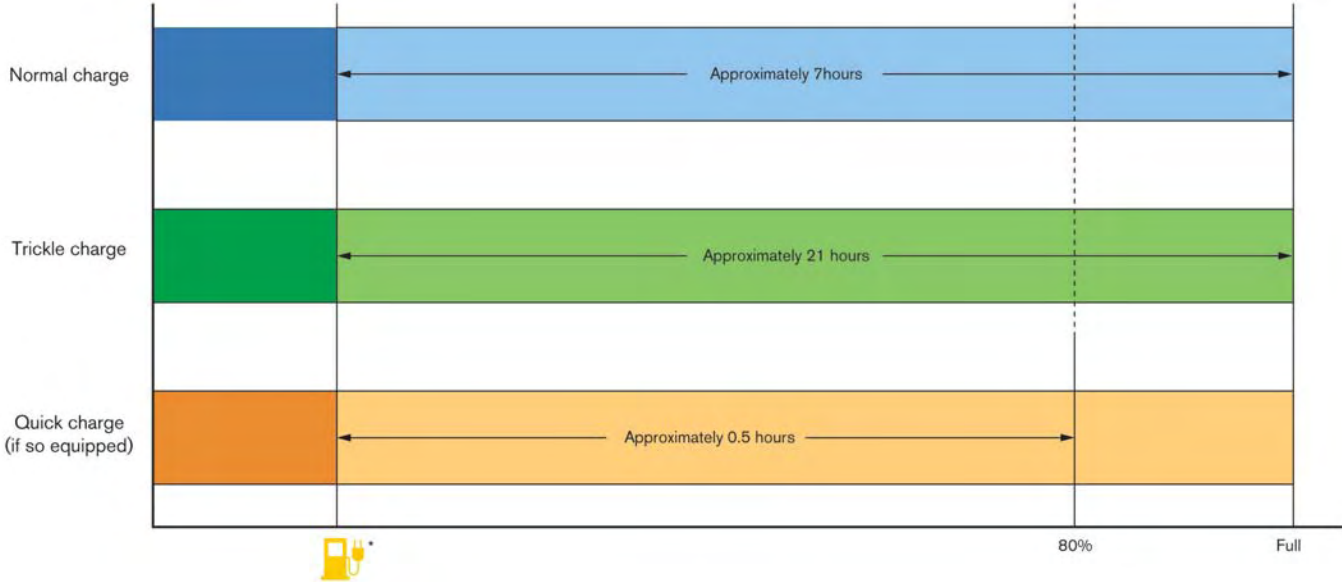 Normal charge
Approximately 7hours
Trickle charge
Approximately 21 hours
Quick charge
(if so equipped)
Approximately 0.5 hours
*
80%
Full